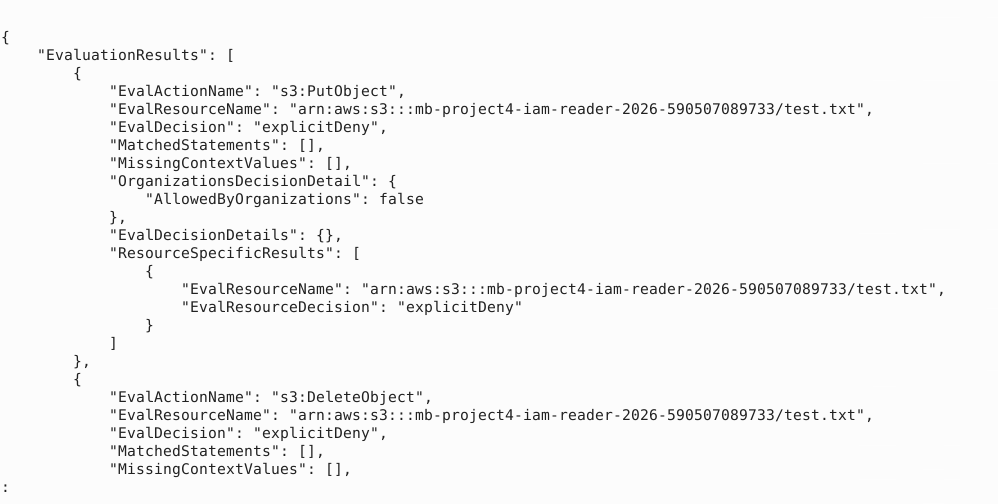 {
    "EvaluationResults": [
        {
            "EvalActionName": "s3:PutObject",
            "EvalResourceName": "arn:aws:s3:::mb-project4-iam-reader-2026-590507089733/test.txt",
            "EvalDecision": "explicitDeny",
            "MatchedStatements": [],
            "MissingContextValues": [],
            "OrganizationsDecisionDetail": {
                "AllowedByOrganizations": false
            },
            "EvalDecisionDetails": {},
            "ResourceSpecificResults": [
                {
                    "EvalResourceName": "arn:aws:s3:::mb-project4-iam-reader-2026-590507089733/test.txt",
                    "EvalResourceDecision": "explicitDeny"
                }
            ]
        },
        {
            "EvalActionName": "s3:DeleteObject",
            "EvalResourceName": "arn:aws:s3:::mb-project4-iam-reader-2026-590507089733/test.txt",
            "EvalDecision": "explicitDeny",
            "MatchedStatements": [],
            "MissingContextValues": [],
: